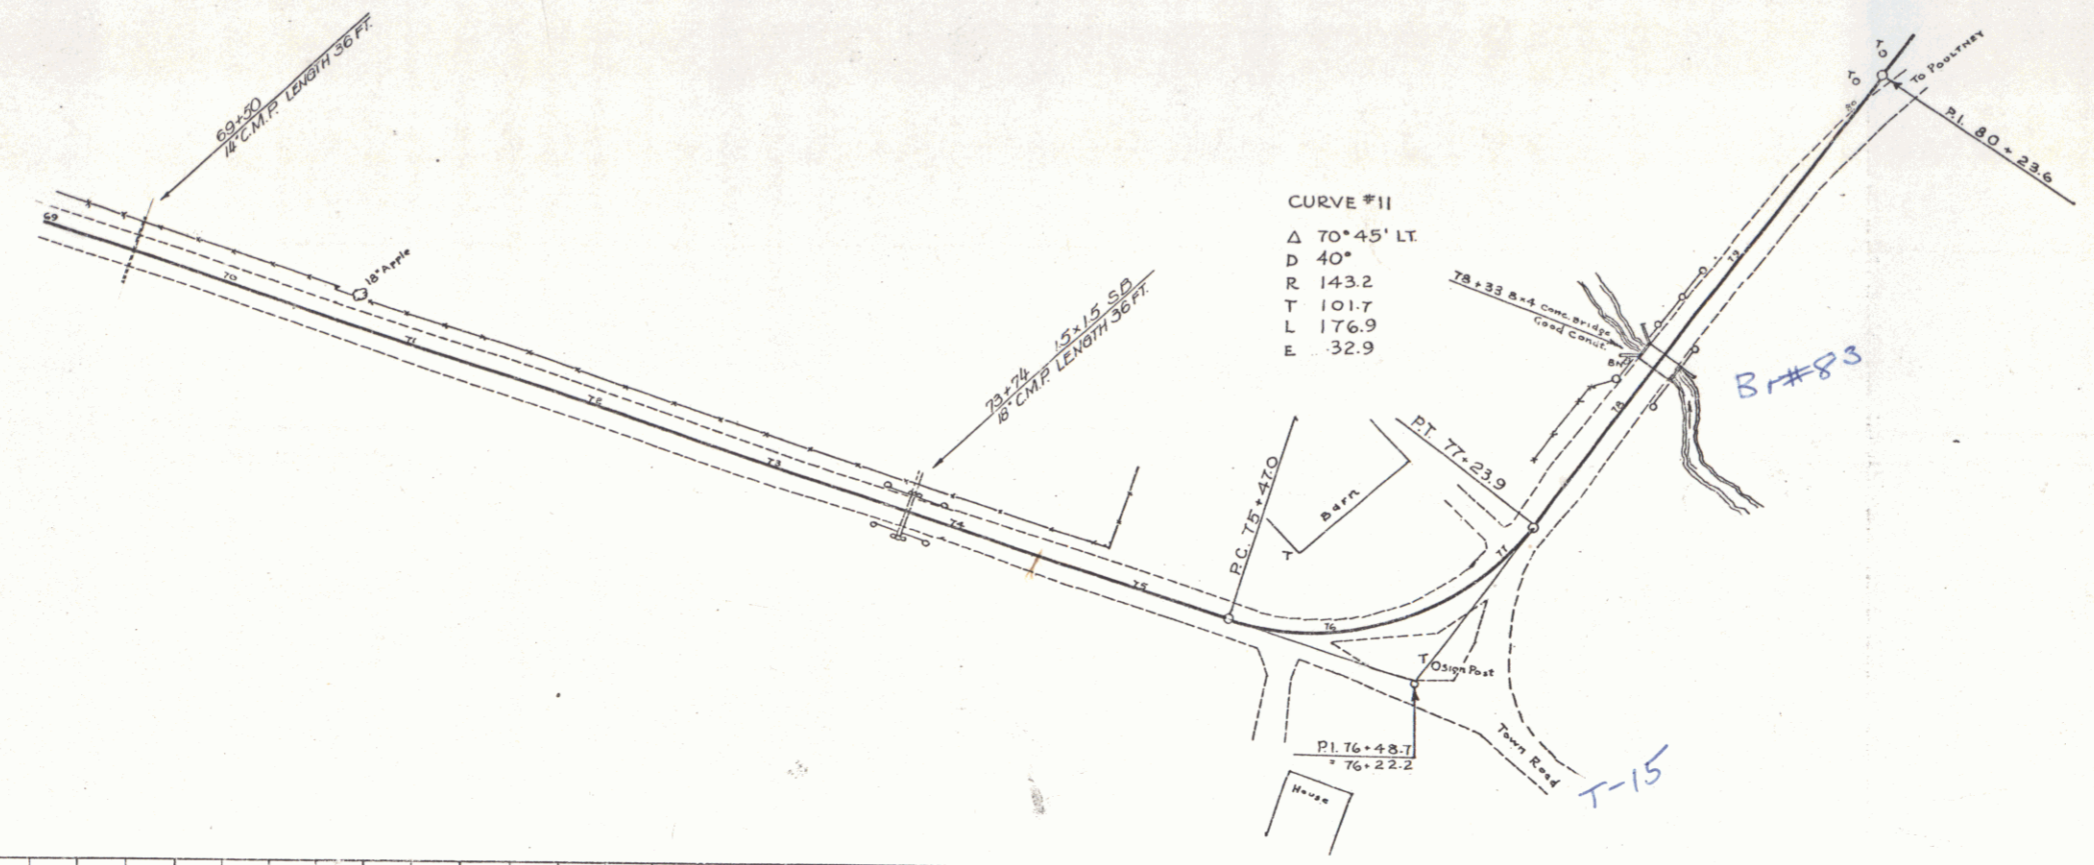 69+50
14" C.M.P. LENGTH 36 FT.
69
70
18" Apple
71
72
73
73+74 1.5×1.5 SB
18" C.M.P. LENGTH 36 FT.
74
75
CURVE #11
Δ 70°45' LT.
D 40°
R 143.2
T 101.7
L 176.9
E 32.9
P.C. 75+47.0
Barn
T
P.T. 77+23.9
76
77
T
Sign Post
P.I. 76+48.7
= 76+22.2
House
Town Road
T-15
78+33 8×4 Conc. Bridge
Good Cond.
78
Br#83
79
80
T
T
To POULTNEY
P.I. 80+23.6